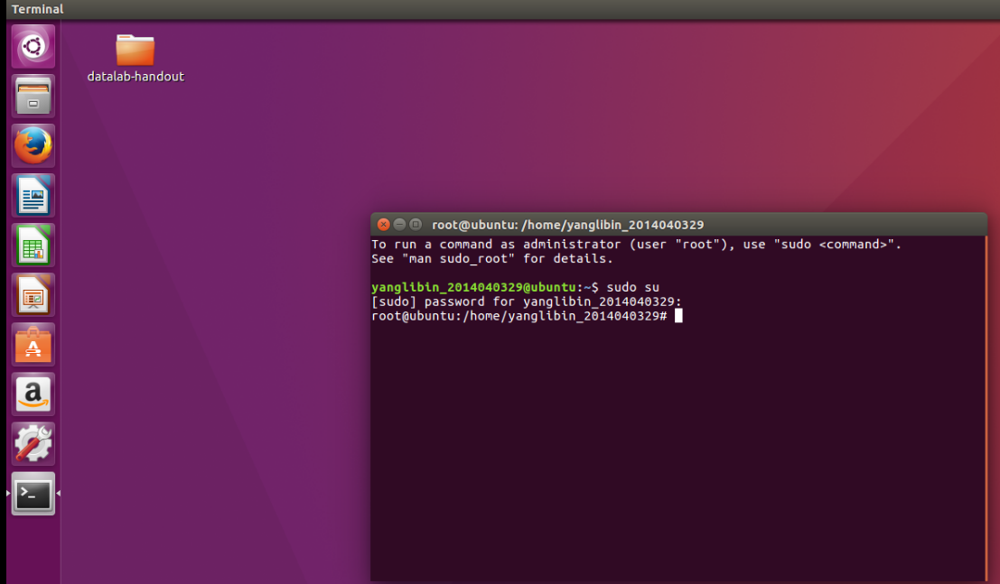 Terminal
datalab-handout
root@ubuntu: /home/yanglibin_2014040329
To run a command as administrator (user "root"), use "sudo <command>".
See "man sudo_root" for details.
yanglibin_2014040329@ubuntu:~$ sudo su
[sudo] password for yanglibin_2014040329:
root@ubuntu:/home/yanglibin_2014040329#